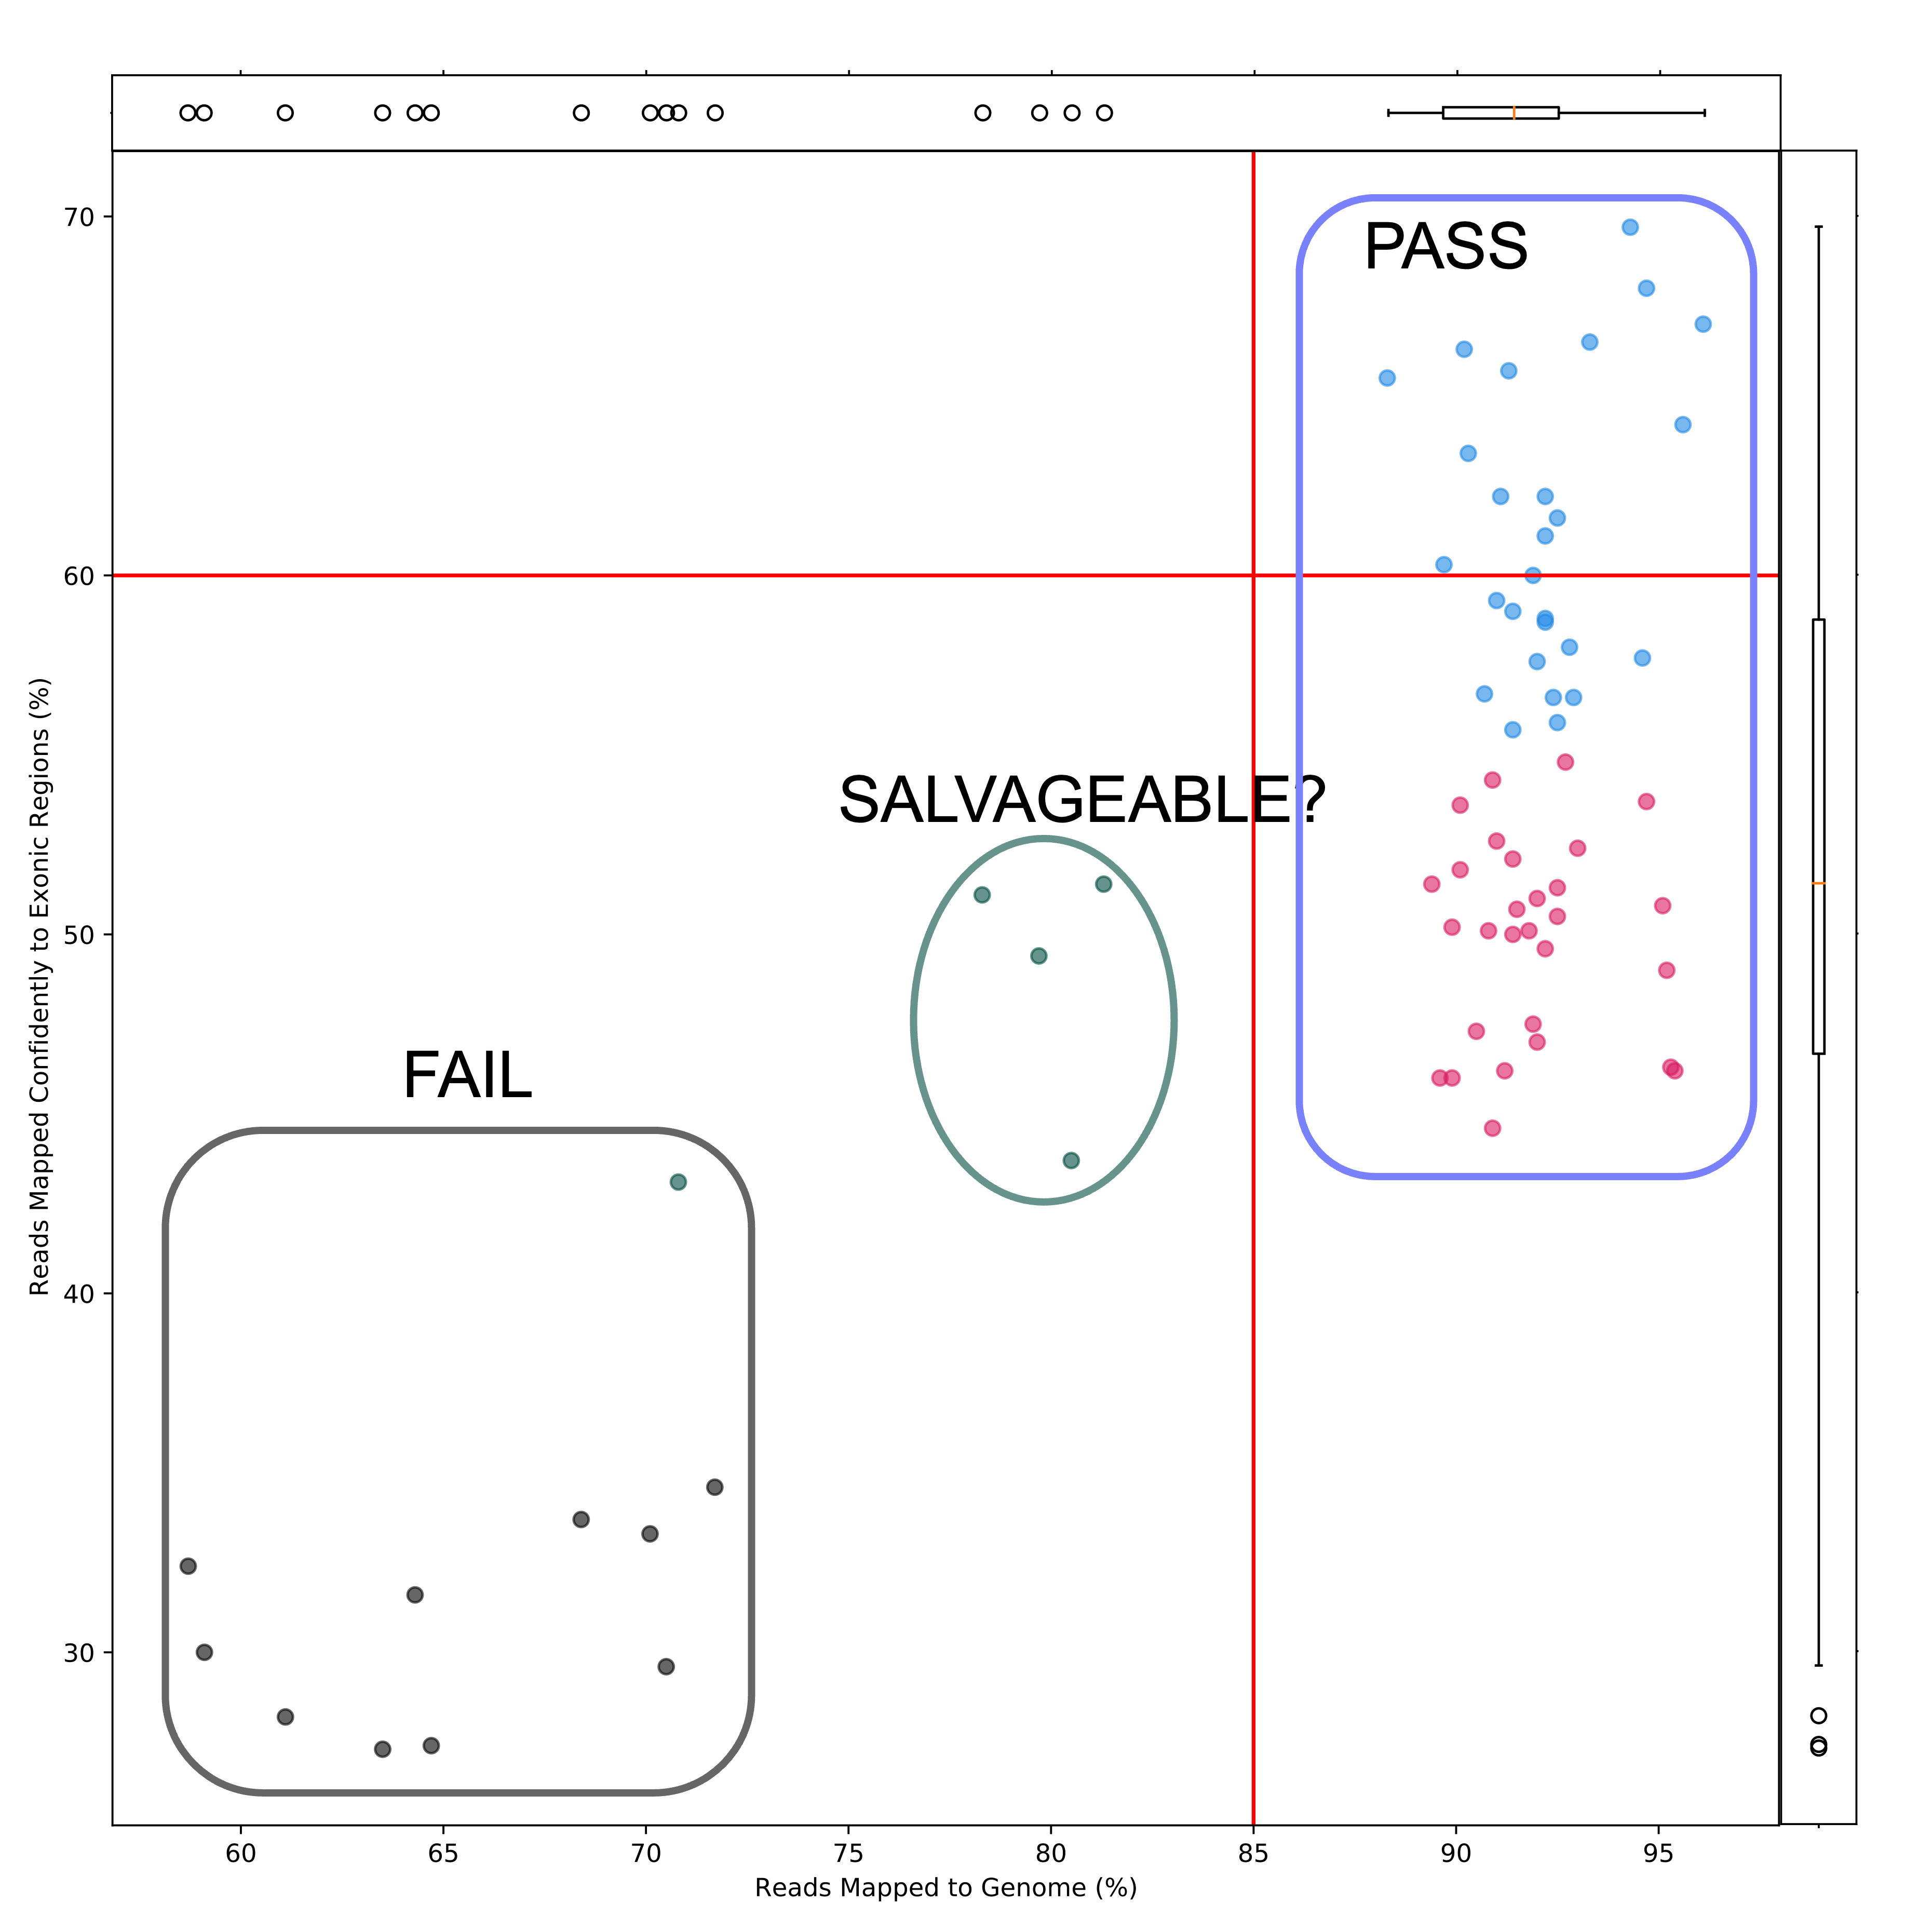 70
PASS
60
SALVAGEABLE?
50
FAIL
40
30
Reads Mapped Confidently to Exonic Regions (%)
60 65 70 75 80 85 90 95
Reads Mapped to Genome (%)